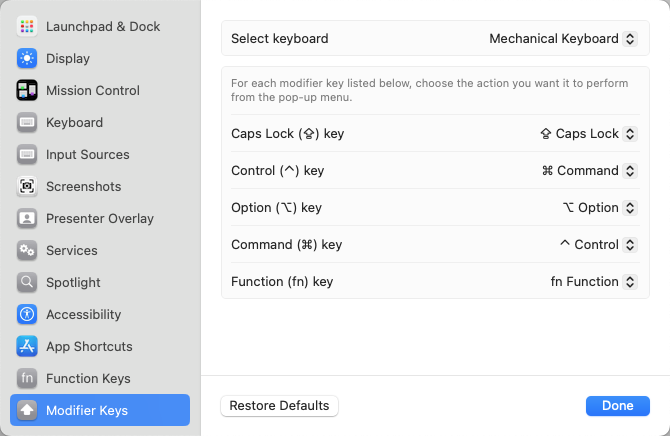 Launchpad & Dock
Display
Mission Control
Keyboard
Input Sources
Screenshots
Presenter Overlay
Services
Spotlight
Accessibility
App Shortcuts
fn Function Keys
Modifier Keys
Select keyboard Mechanical Keyboard
For each modifier key listed below, choose the action you want it to perform
from the pop-up menu.
Caps Lock (⇪) key ⇪ Caps Lock
Control (^) key ⌘ Command
Option (⌥) key ⌥ Option
Command (⌘) key ^ Control
Function (fn) key fn Function
Restore Defaults Done